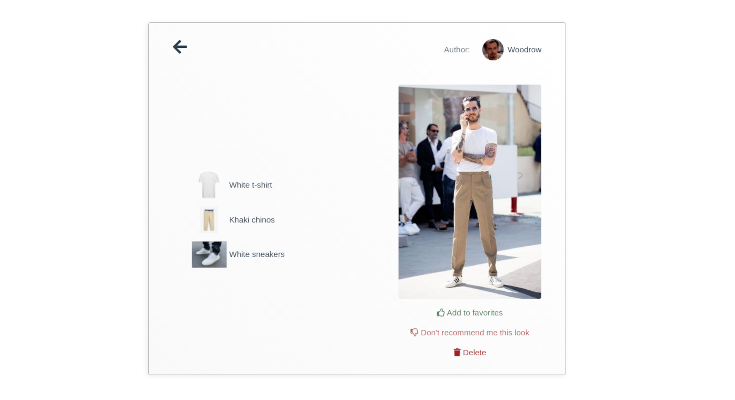 Author: Woodrow
White t-shirt
Khaki chinos
White sneakers
Add to favorites
Don't recommend me this look
Delete